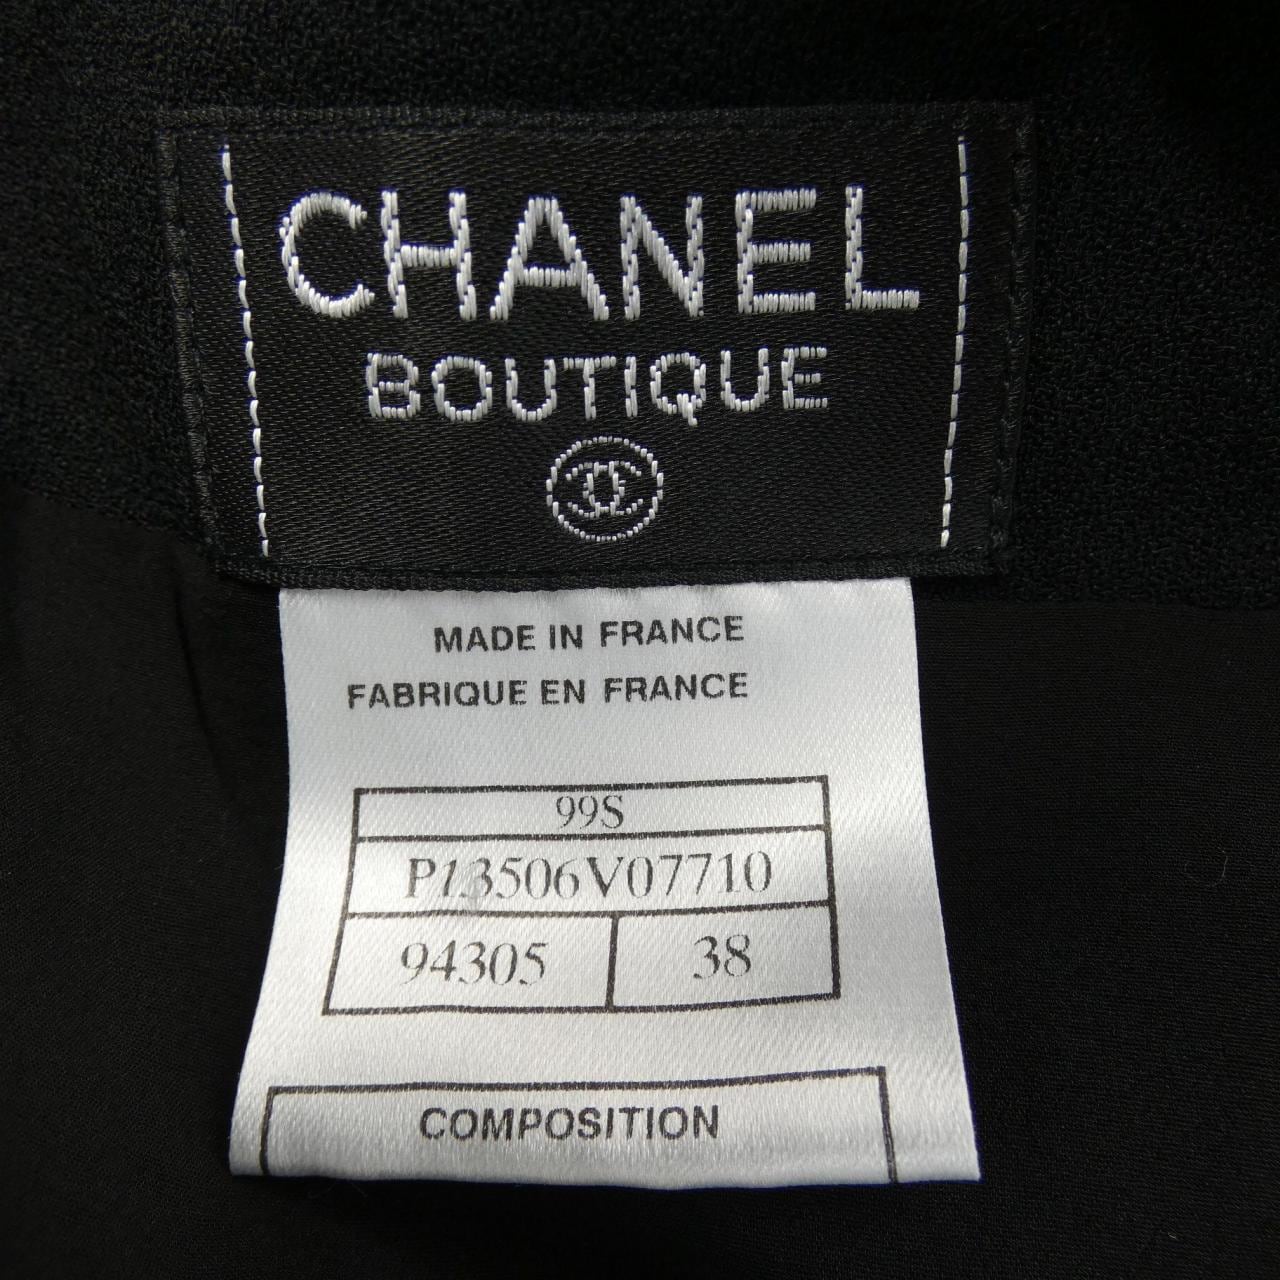 CHANEL
BOUTIQUE
MADE IN FRANCE
FABRIQUE EN FRANCE
99S
P13506V07710
94305 38
COMPOSITION